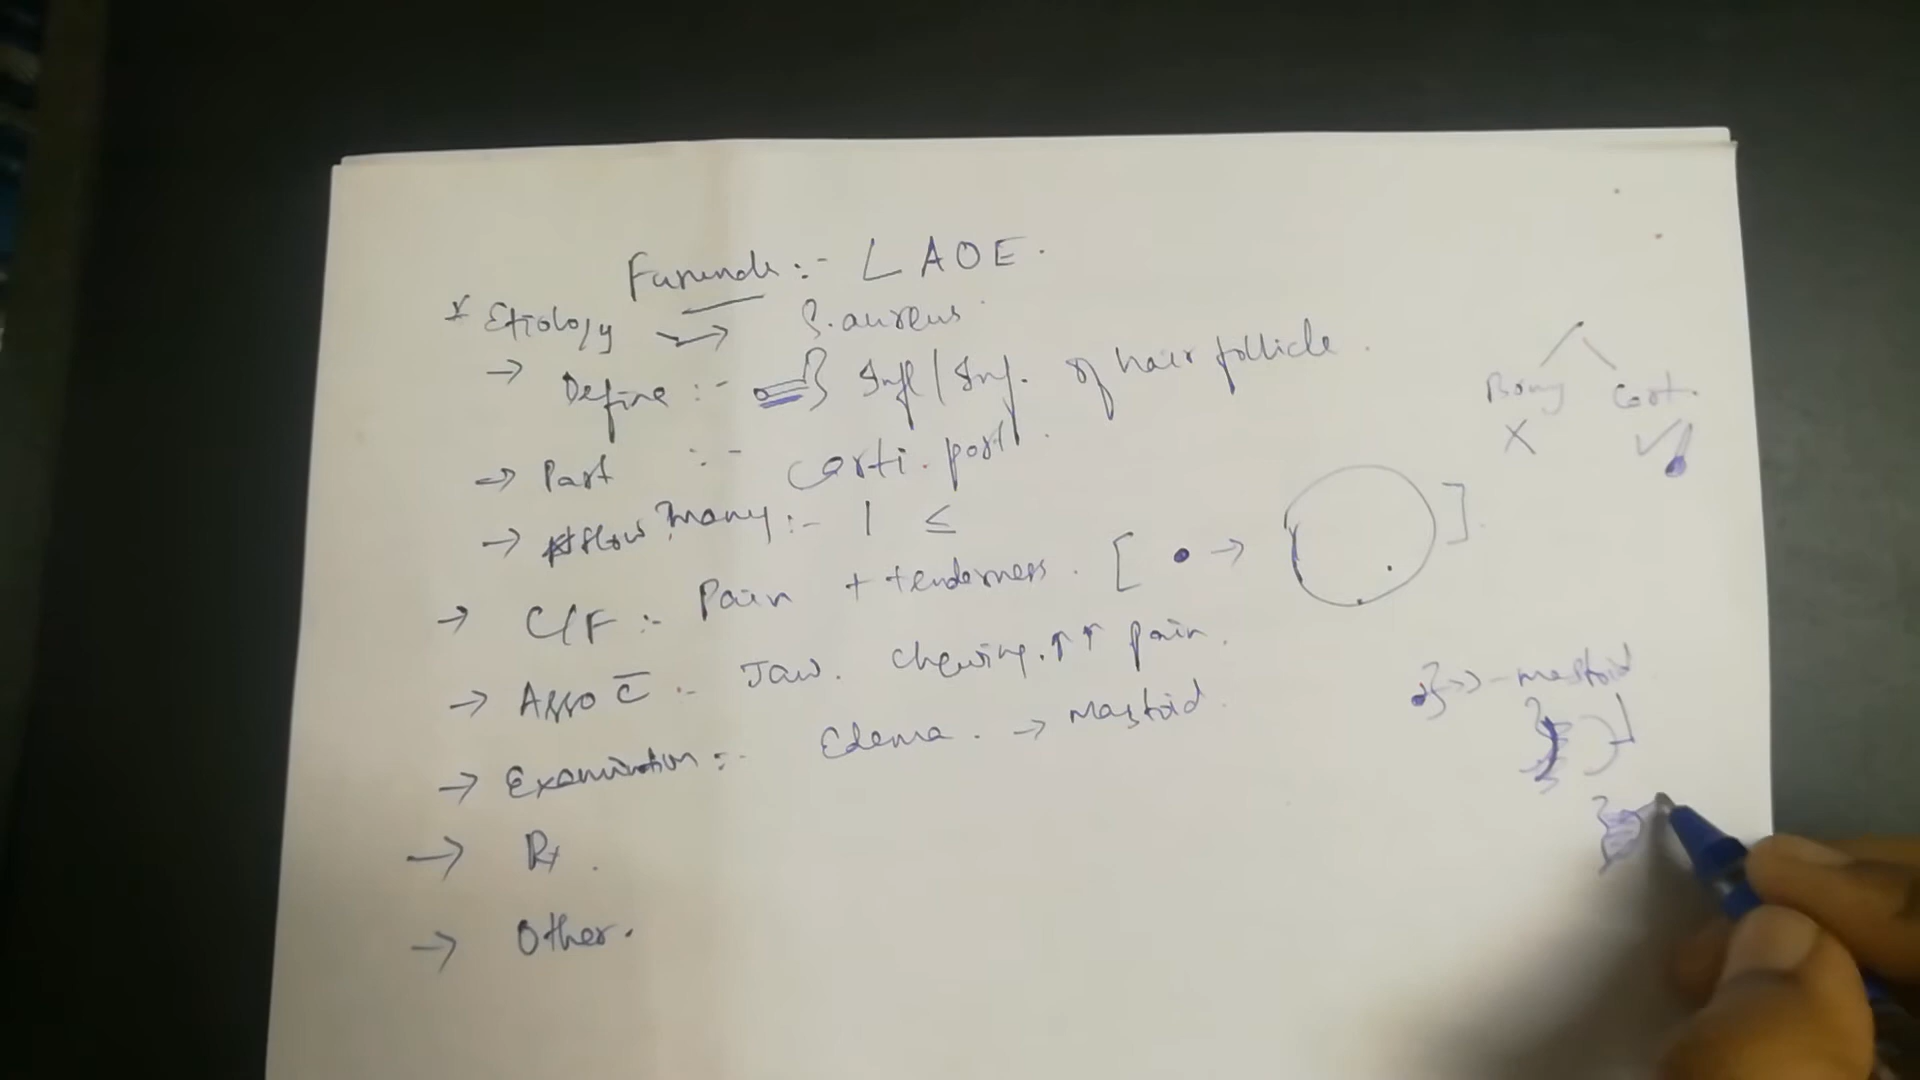 Furuncle :- LAOE.
* Etiology → S. aureus.
→ Define :- Infl/Inf. of hair follicle.
→ Part :- Carti. part.
→ How many :- 1 ≤
→ C/F :- Pain + tenderness. [ • → ]
→ Asso c̅ :- Jaw. Chewing. ↑↑ pain.
→ Examination :- Edema. → Mastoid.
→ Rx.
→ Other.
Bony Cart.
X ✓
→ mastoid